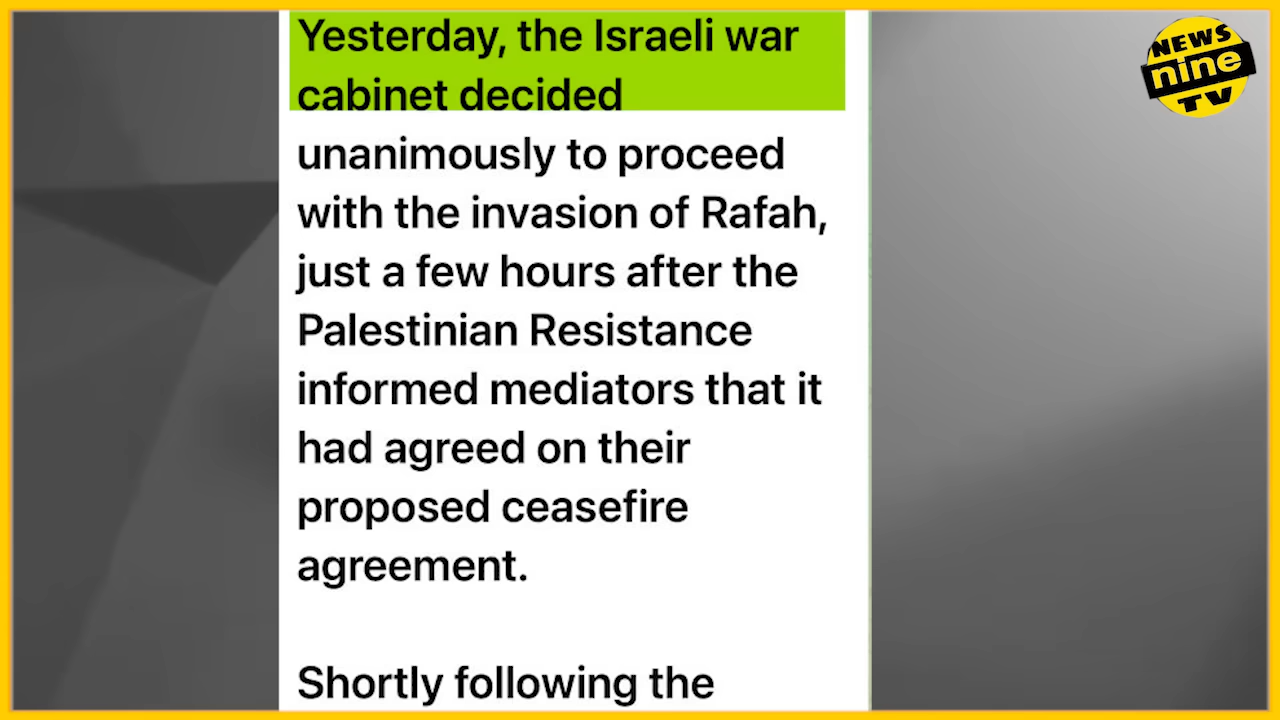 Yesterday, the Israeli war
cabinet decided
unanimously to proceed
with the invasion of Rafah,
just a few hours after the
Palestinian Resistance
informed mediators that it
had agreed on their
proposed ceasefire
agreement.
Shortly following the
NEWS
nine
TV